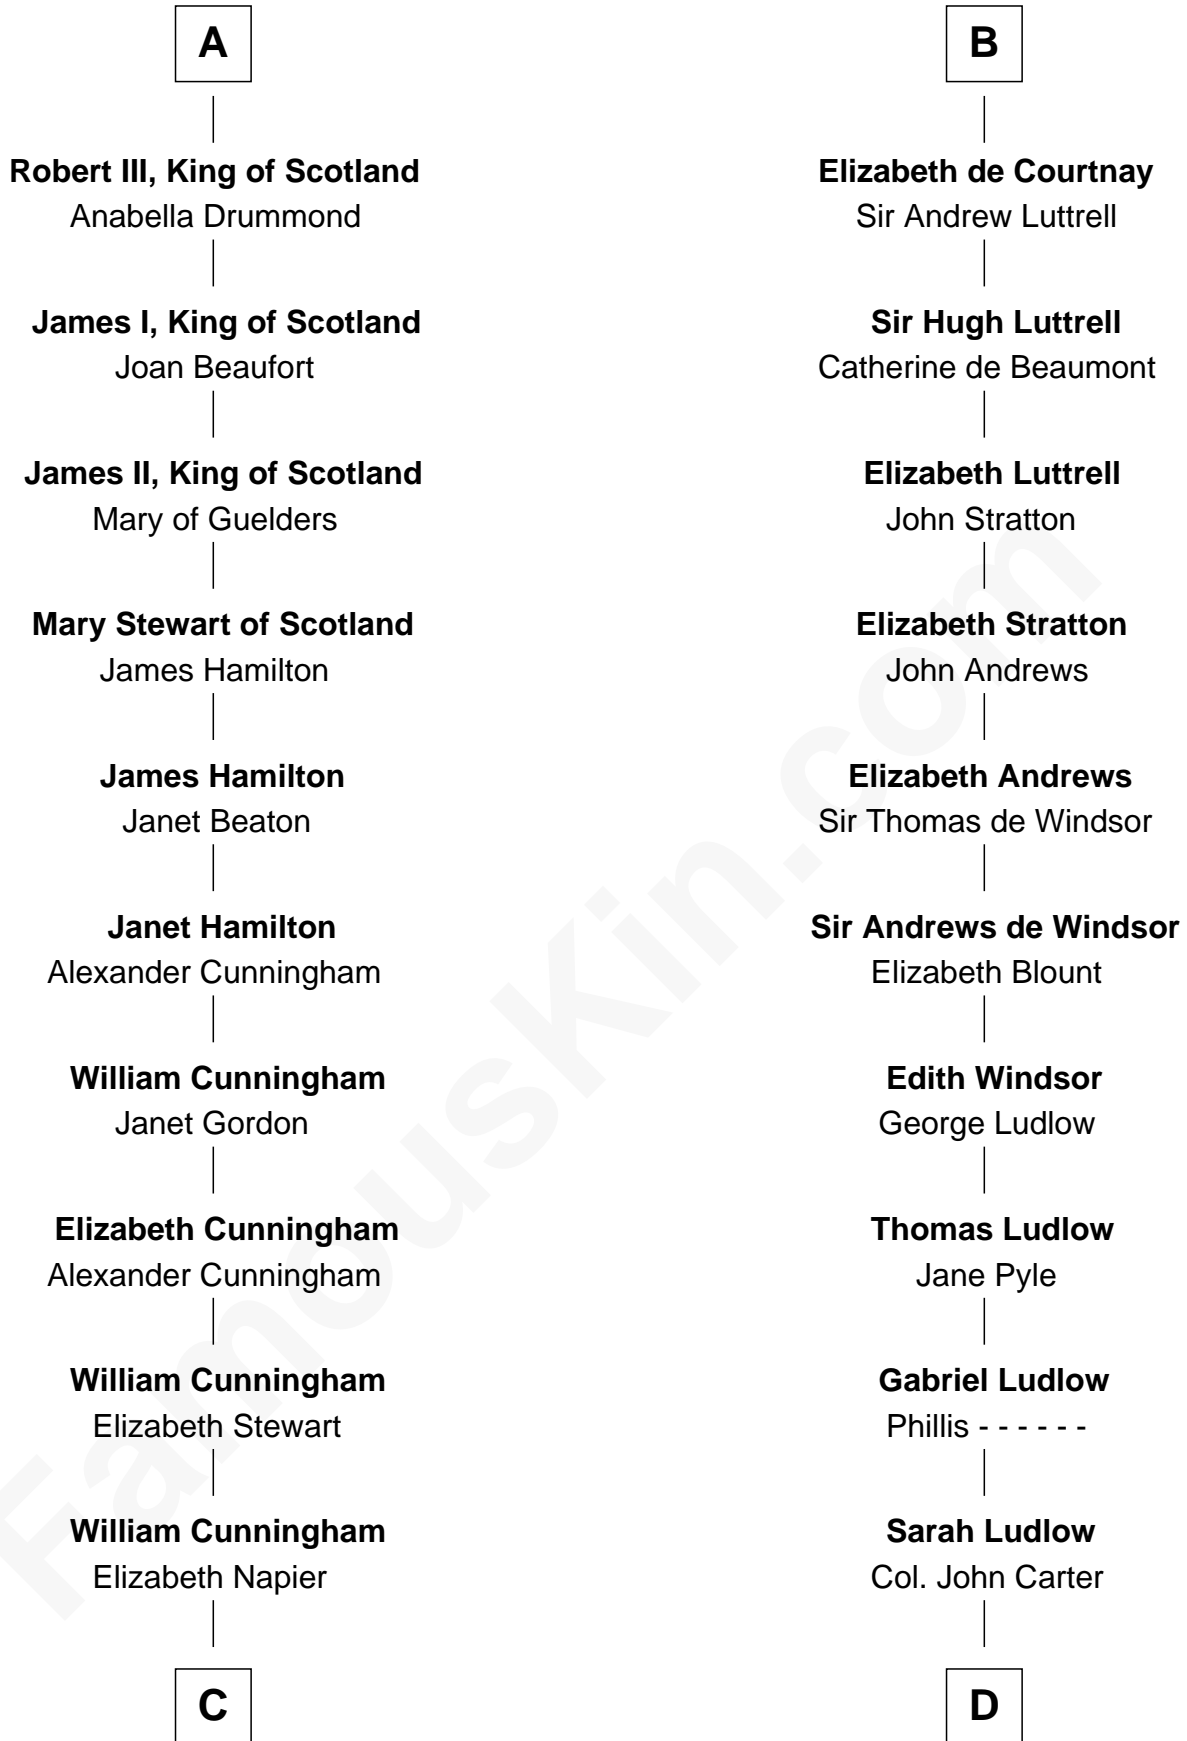 A
Robert III, King of Scotland
Anabella Drummond
James I, King of Scotland
Joan Beaufort
James II, King of Scotland
Mary of Guelders
Mary Stewart of Scotland
James Hamilton
James Hamilton
Janet Beaton
Janet Hamilton
Alexander Cunningham
William Cunningham
Janet Gordon
Elizabeth Cunningham
Alexander Cunningham
William Cunningham
Elizabeth Stewart
William Cunningham
Elizabeth Napier
C
B
Elizabeth de Courtnay
Sir Andrew Luttrell
Sir Hugh Luttrell
Catherine de Beaumont
Elizabeth Luttrell
John Stratton
Elizabeth Stratton
John Andrews
Elizabeth Andrews
Sir Thomas de Windsor
Sir Andrews de Windsor
Elizabeth Blount
Edith Windsor
George Ludlow
Thomas Ludlow
Jane Pyle
Gabriel Ludlow
Phillis - - - - - -
Sarah Ludlow
Col. John Carter
D
FamousKin.com